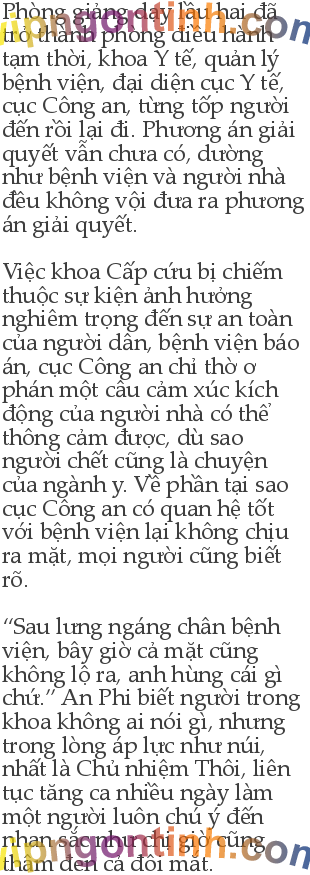 Phòng giảng dạy lầu hai đã
trở thành phòng điều hành
tạm thời, khoa Y tế, quản lý
bệnh viện, đại diện cục Y tế,
cục Công an, từng tốp người
đến rồi lại đi. Phương án giải
quyết vẫn chưa có, dường
như bệnh viện và người nhà
đều không vội đưa ra phương
án giải quyết.

Việc khoa Cấp cứu bị chiếm
thuộc sự kiện ảnh hưởng
nghiêm trọng đến sự an toàn
của người dân, bệnh viện báo
án, cục Công an chỉ thờ ơ
phán một câu cảm xúc kích
động của người nhà có thể
thông cảm được, dù sao
người chết cũng là chuyện
của ngành y. Về phần tại sao
cục Công an có quan hệ tốt
với bệnh viện lại không chịu
ra mặt, mọi người cũng biết
rõ.

“Sau lưng ngáng chân bệnh
viện, bây giờ cả mặt cũng
không lộ ra, anh hùng cái gì
chứ.” An Phi biết người trong
khoa không ai nói gì, nhưng
trong lòng áp lực như núi,
nhất là Chủ nhiệm Thôi, liên
tục tăng ca nhiều ngày làm
một người luôn chú ý đến
nhan sắc như chị giờ cũng
thâm đen cả đôi mắt.
vipngontinh.com
vipngontinh.com